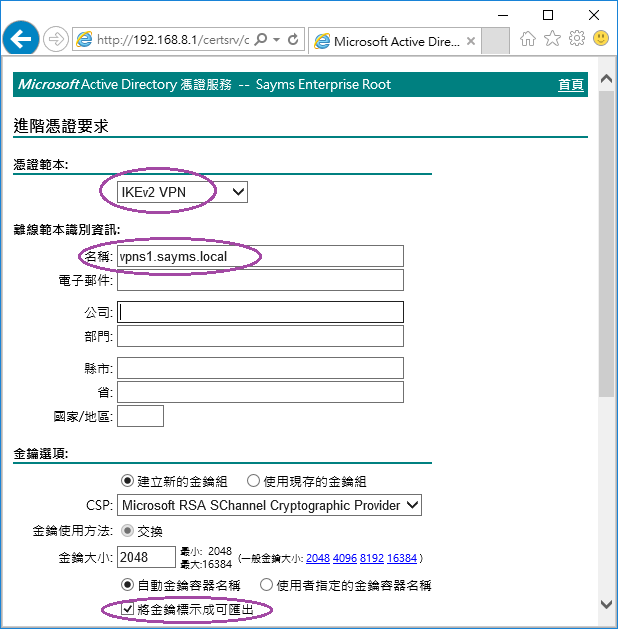 http://192.168.8.1/certsrv/c
Microsoft Active Dire...
Microsoft Active Directory 憑證服務 -- Sayms Enterprise Root 首頁
進階憑證要求
憑證範本:
IKEv2 VPN
離線範本識別資訊:
名稱: vpns1.sayms.local
電子郵件:
公司:
部門:
縣市:
省:
國家/地區:
金鑰選項:
建立新的金鑰組 使用現存的金鑰組
CSP: Microsoft RSA SChannel Cryptographic Provider
金鑰使用方法: 交換
金鑰大小: 2048 最小: 2048
最大:16384 (一般金鑰大小: 2048 4096 8192 16384 )
自動金鑰容器名稱 使用者指定的金鑰容器名稱
將金鑰標示成可匯出